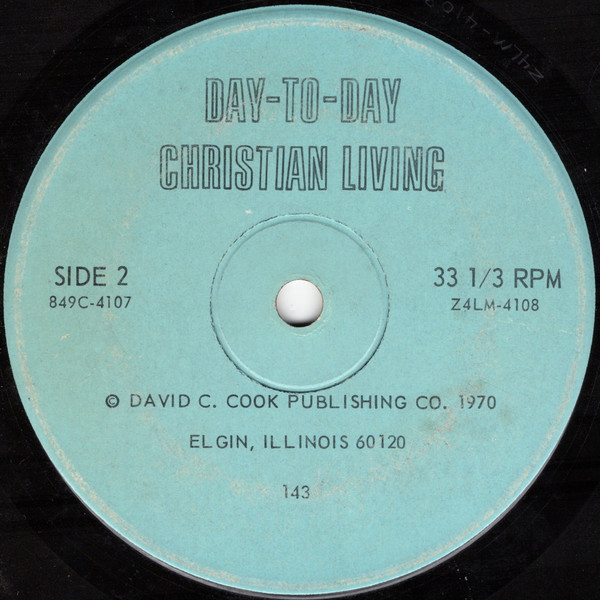 DAY-TO-DAY
CHRISTIAN LIVING
SIDE 2
849C-4107
33 1/3 RPM
Z4LM-4108
© DAVID C. COOK PUBLISHING CO. 1970
ELGIN, ILLINOIS 60120
143